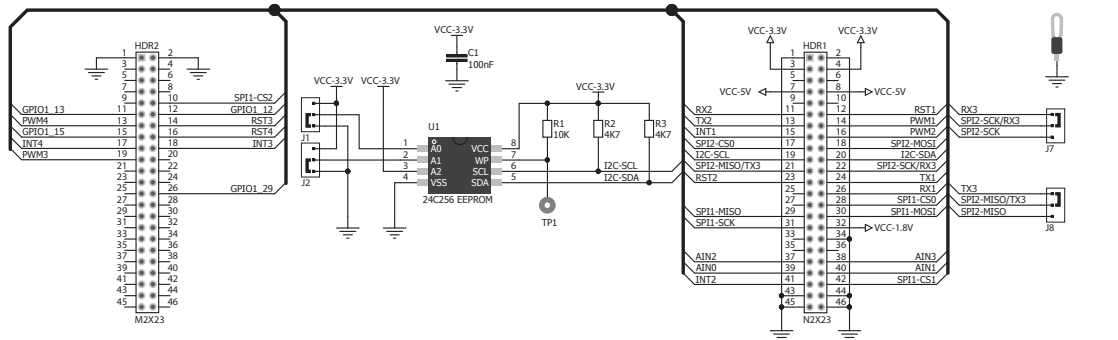 HDR2
1 2
3 4
5 6
7 8
9 10 SPI1-CS2
GPIO1_13 11 12 GPIO1_12
PWM4 13 14 RST3
GPIO1_15 15 16 RST4
INT4 17 18 INT3
PWM3 19 20
21 22
23 24
25 26 GPIO1_29
27 28
29 30
31 32
33 34
35 36
37 38
39 40
41 42
43 44
45 46
M2X23
VCC-3.3V
C1
100nF
VCC-3.3V VCC-3.3V
J1
J2
U1
1 A0 VCC 8
2 A1 WP 7
3 A2 SCL 6
4 VSS SDA 5
24C256 EEPROM
VCC-3.3V
R1
10K
R2
4K7
R3
4K7
I2C-SCL
I2C-SDA
TP1
VCC-3.3V HDR1 VCC-3.3V
1 2
3 4
5 6
VCC-5V 7 8 VCC-5V
9 10
RX2 11 12 RST1
TX2 13 14 PWM1
INT1 15 16 PWM2
SPI2-CS0 17 18 SPI2-MOSI
I2C-SCL 19 20 I2C-SDA
SPI2-MISO/TX3 21 22 SPI2-SCK/RX3
RST2 23 24 TX1
25 26 RX1
27 28 SPI1-CS0
SPI1-MISO 29 30 SPI1-MOSI
SPI1-SCK 31 32 VCC-1.8V
33 34
35 36
AIN2 37 38 AIN3
AIN0 39 40 AIN1
INT2 41 42 SPI1-CS1
43 44
45 46
N2X23
RX3
SPI2-SCK/RX3
SPI2-SCK
J7
TX3
SPI2-MISO/TX3
SPI2-MISO
J8